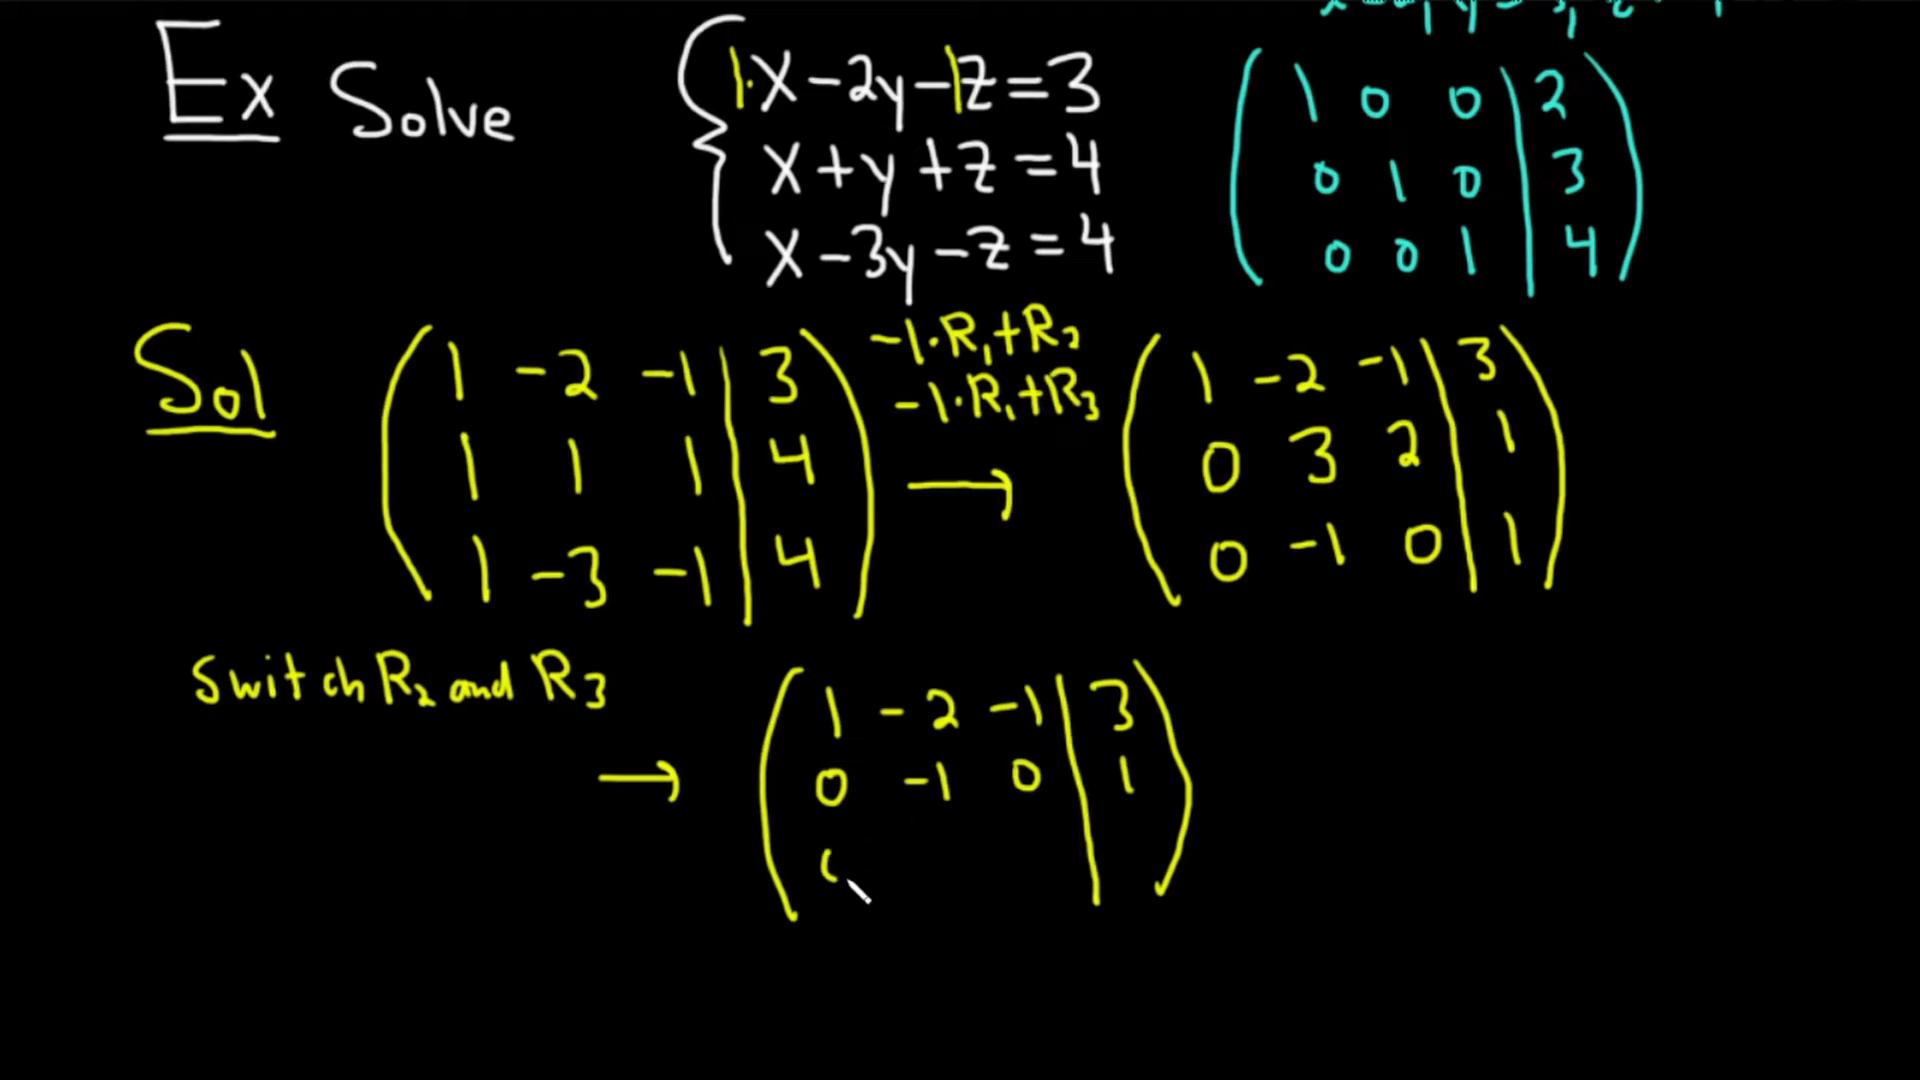 Ex Solve
1·x-2y-1z=3
x+y+z=4
x-3y-z=4
1 0 0 | 2
0 1 0 | 3
0 0 1 | 4
Sol
1 -2 -1 | 3
1 1 1 | 4
1 -3 -1 | 4
-1·R₁+R₂
-1·R₁+R₃
→
1 -2 -1 | 3
0 3 2 | 1
0 -1 0 | 1
Switch R₂ and R₃
→
1 -2 -1 | 3
0 -1 0 | 1